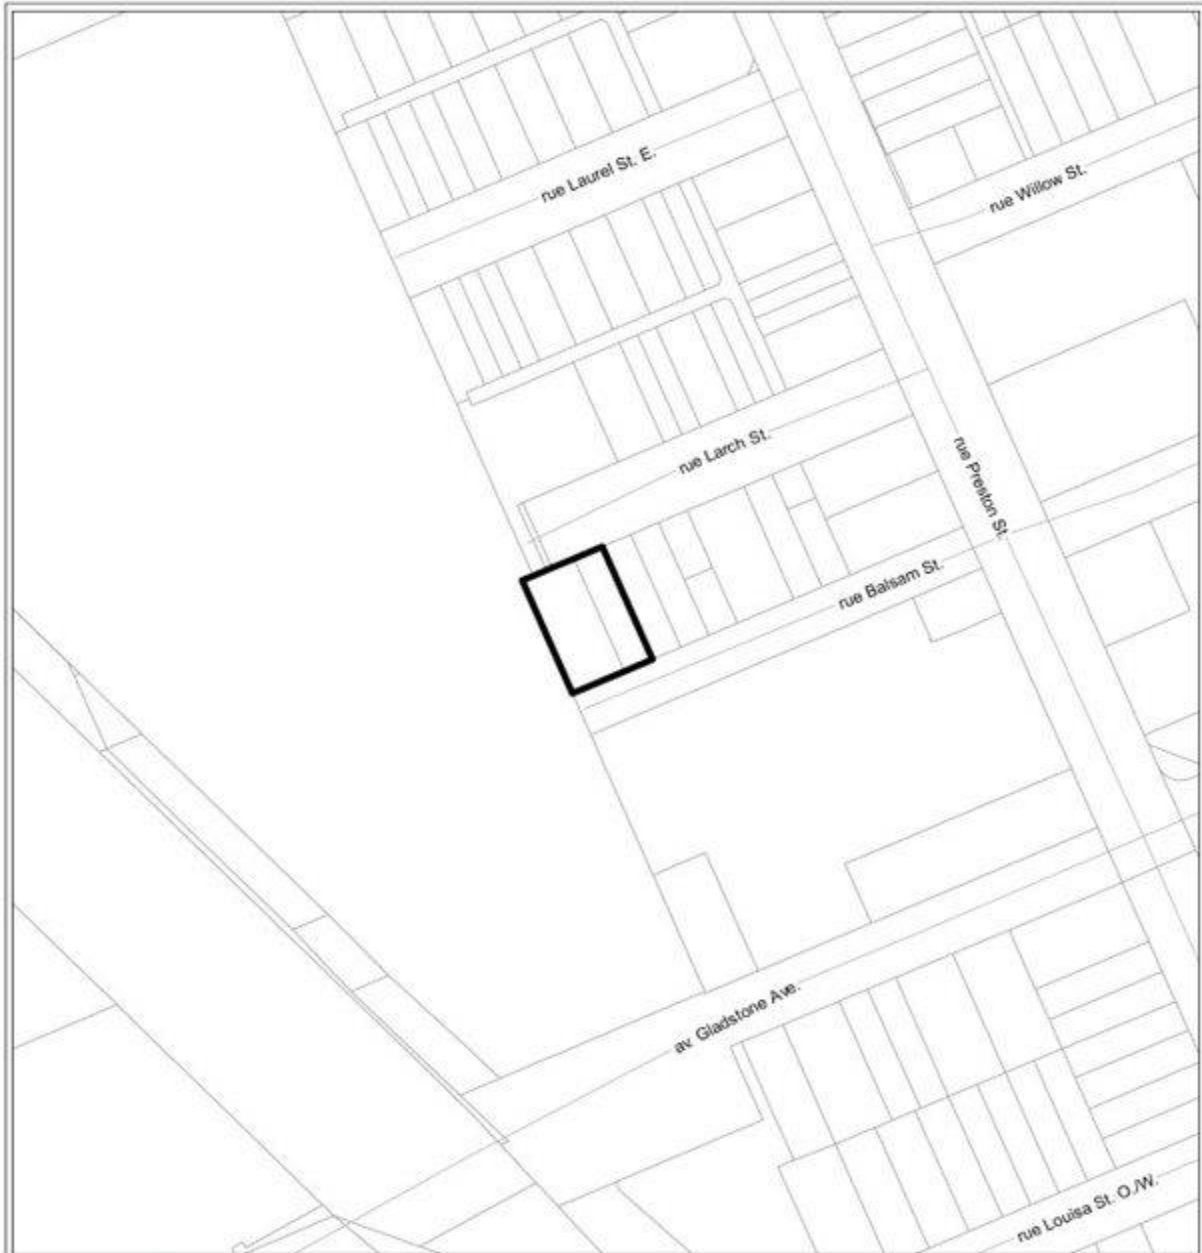 rue Laurel St. E.
rue Willow St.
rue Larch St.
rue Preston St.
rue Balsam St.
av. Gladstone Ave.
rue Louisa St. O./W.